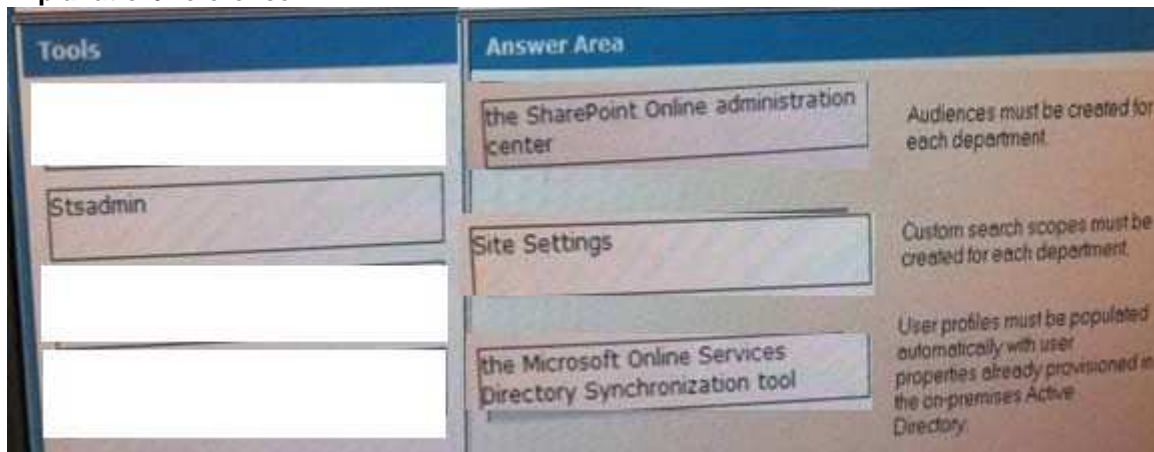 Tools
Answer Area
the SharePoint Online administration
center
Audiences must be created for
each department.
Stsadmin
Site Settings
Custom search scopes must be
created for each department.
the Microsoft Online Services
Directory Synchronization tool
User profiles must be populated
automatically with user
properties already provisioned in
the on-premises Active
Directory.